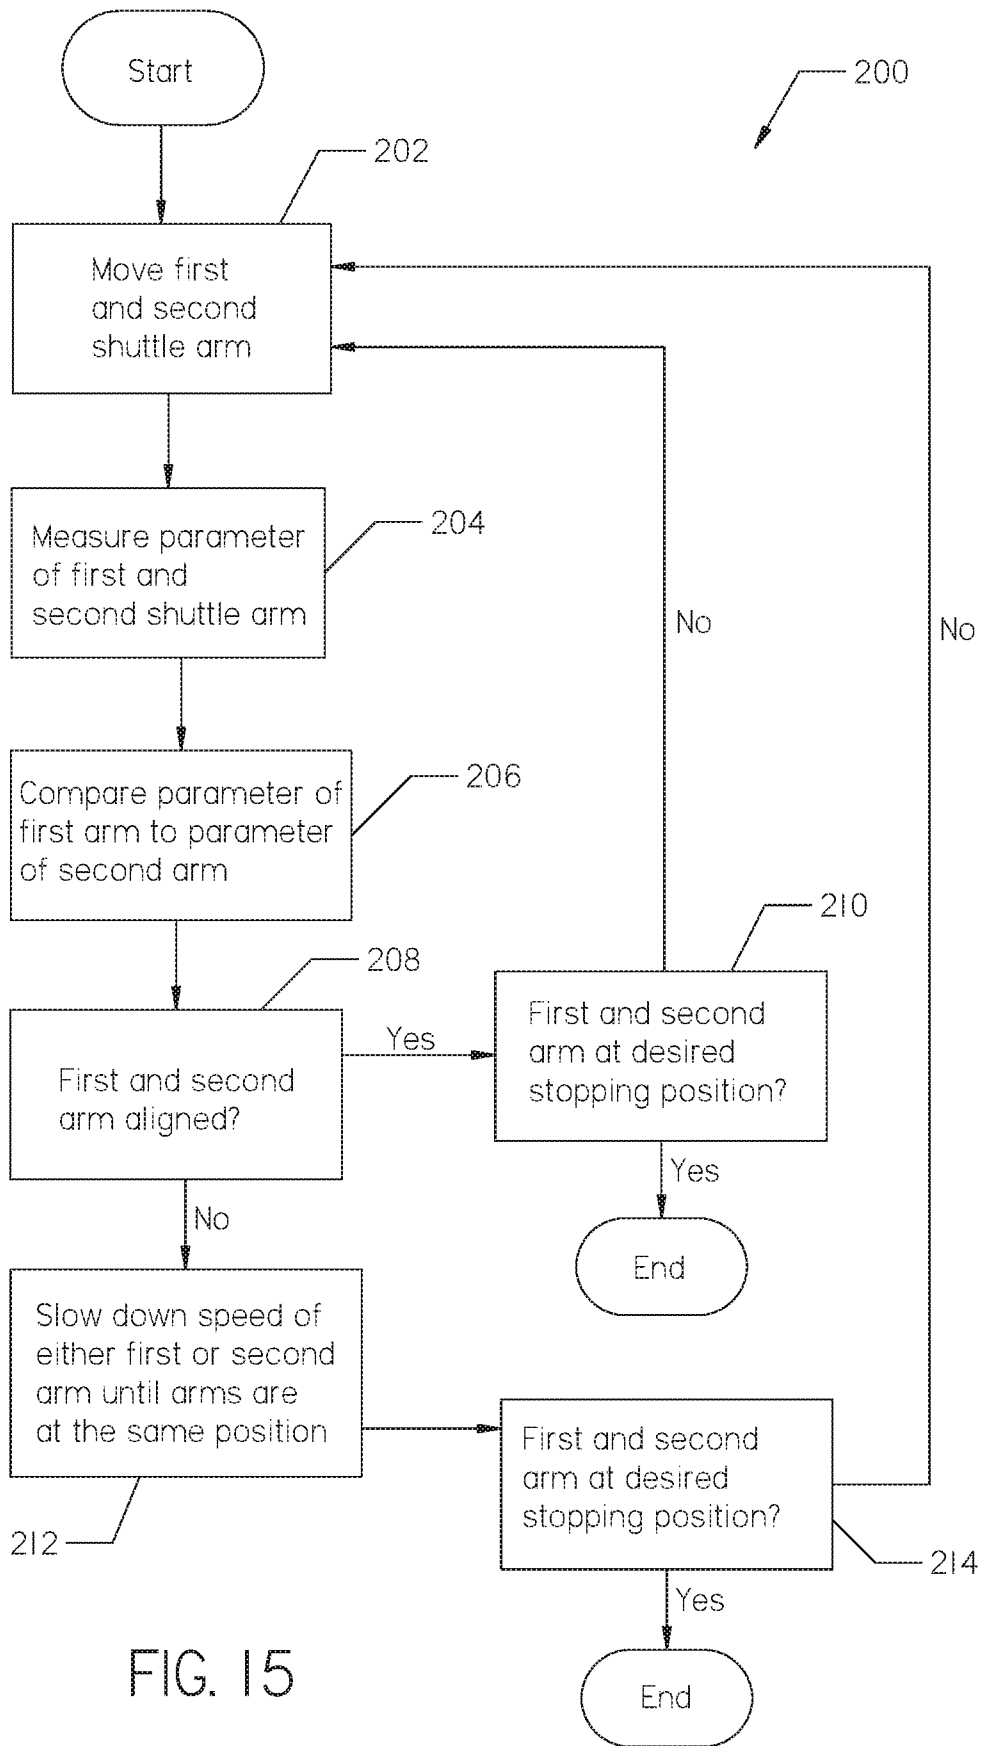 Start
200
202
Move first
and second
shuttle arm
204
Measure parameter
of first and
second shuttle arm
No
No
206
Compare parameter of
first arm to parameter
of second arm
210
208
First and second
arm at desired
stopping position?
Yes
First and second
arm aligned?
Yes
No
End
Slow down speed of
either first or second
arm until arms are
at the same position
First and second
arm at desired
stopping position?
212
214
Yes
FIG. 15
End